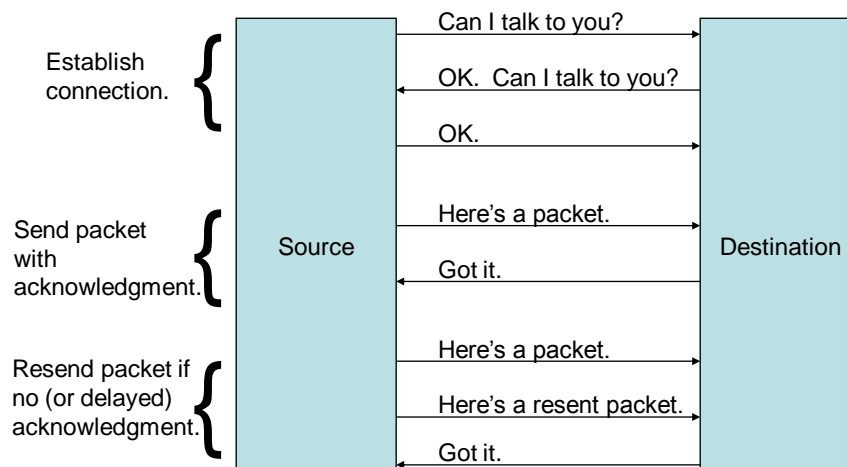 Can I talk to you?
Establish
connection.
OK.  Can I talk to you?
OK.
Send packet
with
acknowledgment.
Here’s a packet.
Source
Destination
Got it.
Resend packet if
no (or delayed)
acknowledgment.
Here’s a packet.
Here’s a resent packet.
Got it.